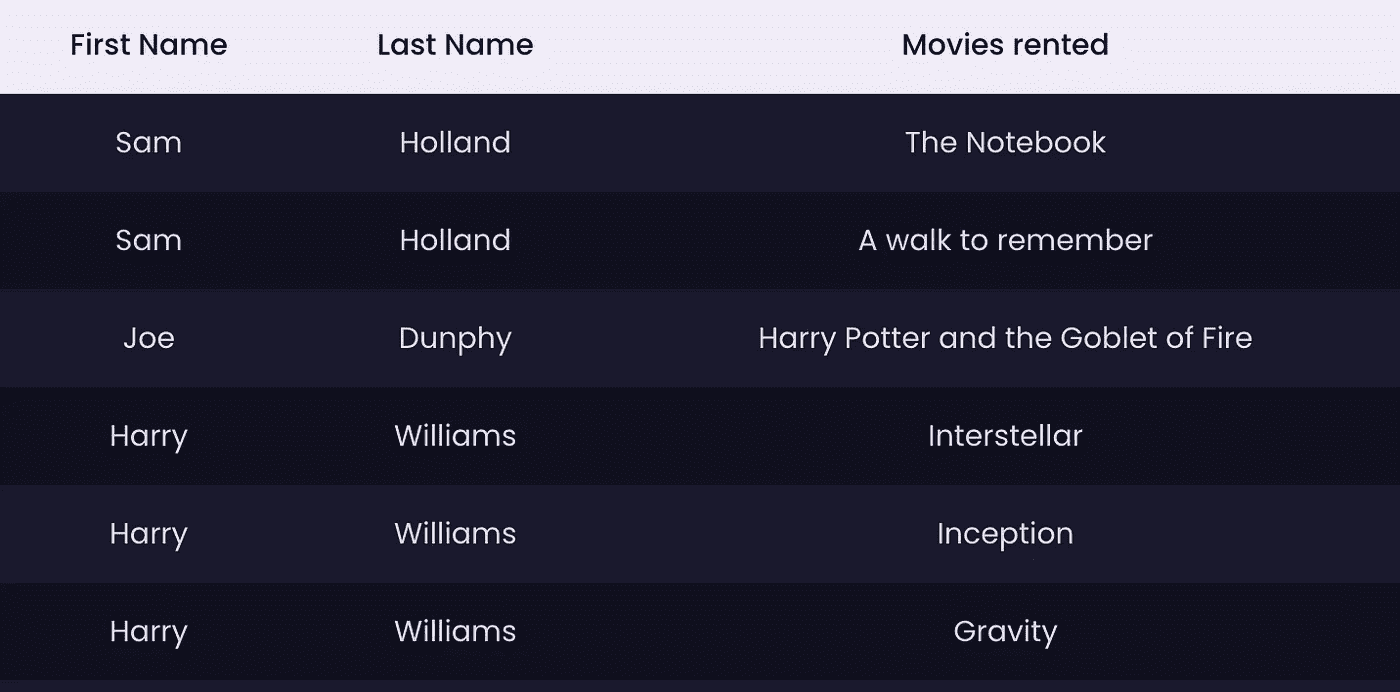 First Name Last Name Movies rented
Sam Holland The Notebook
Sam Holland A walk to remember
Joe Dunphy Harry Potter and the Goblet of Fire
Harry Williams Interstellar
Harry Williams Inception
Harry Williams Gravity